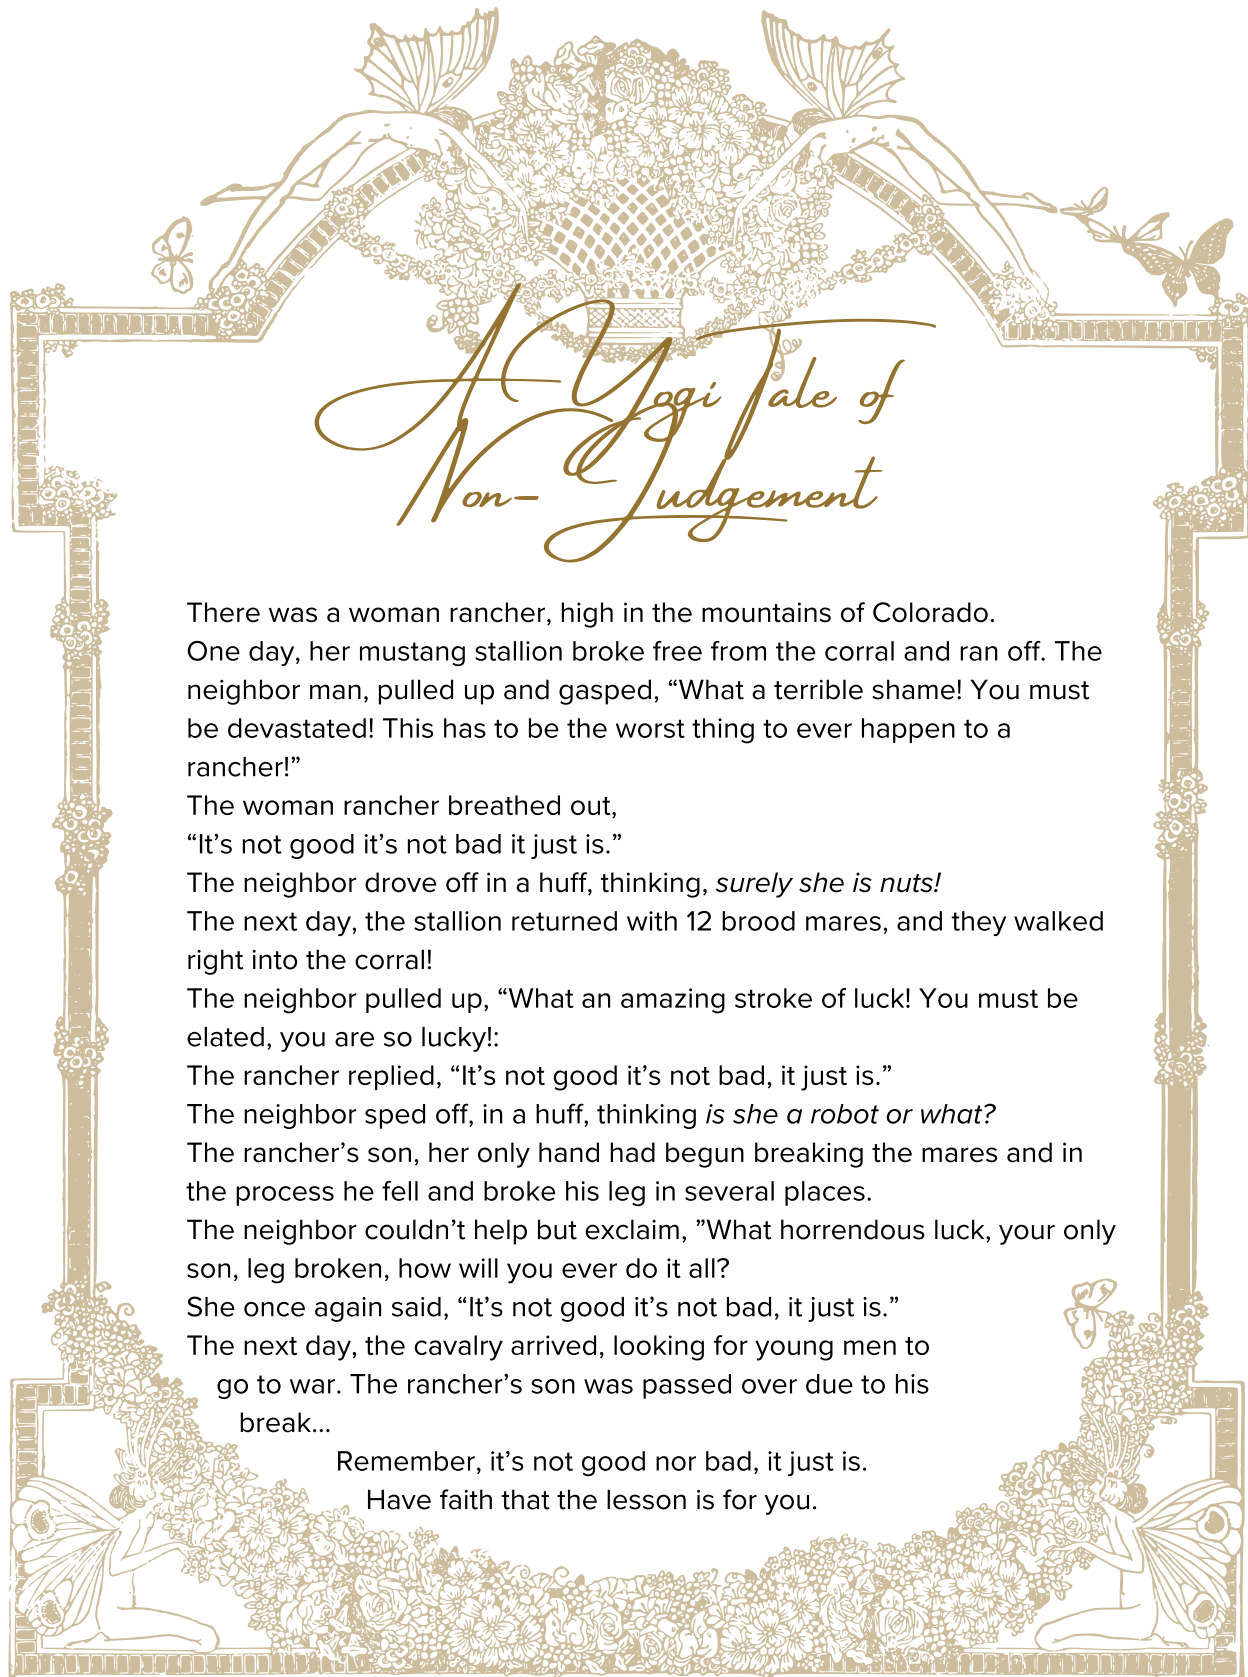 A Yogi Tale of
Non-Judgement
There was a woman rancher, high in the mountains of Colorado.
One day, her mustang stallion broke free from the corral and ran off. The
neighbor man, pulled up and gasped, “What a terrible shame! You must
be devastated! This has to be the worst thing to ever happen to a
rancher!”
The woman rancher breathed out,
“It’s not good it’s not bad it just is.”
The neighbor drove off in a huff, thinking, surely she is nuts!
The next day, the stallion returned with 12 brood mares, and they walked
right into the corral!
The neighbor pulled up, “What an amazing stroke of luck! You must be
elated, you are so lucky!:
The rancher replied, “It’s not good it’s not bad, it just is.”
The neighbor sped off, in a huff, thinking is she a robot or what?
The rancher’s son, her only hand had begun breaking the mares and in
the process he fell and broke his leg in several places.
The neighbor couldn’t help but exclaim, ”What horrendous luck, your only
son, leg broken, how will you ever do it all?
She once again said, “It’s not good it’s not bad, it just is.”
The next day, the cavalry arrived, looking for young men to
go to war. The rancher’s son was passed over due to his
break...
Remember, it’s not good nor bad, it just is.
Have faith that the lesson is for you.